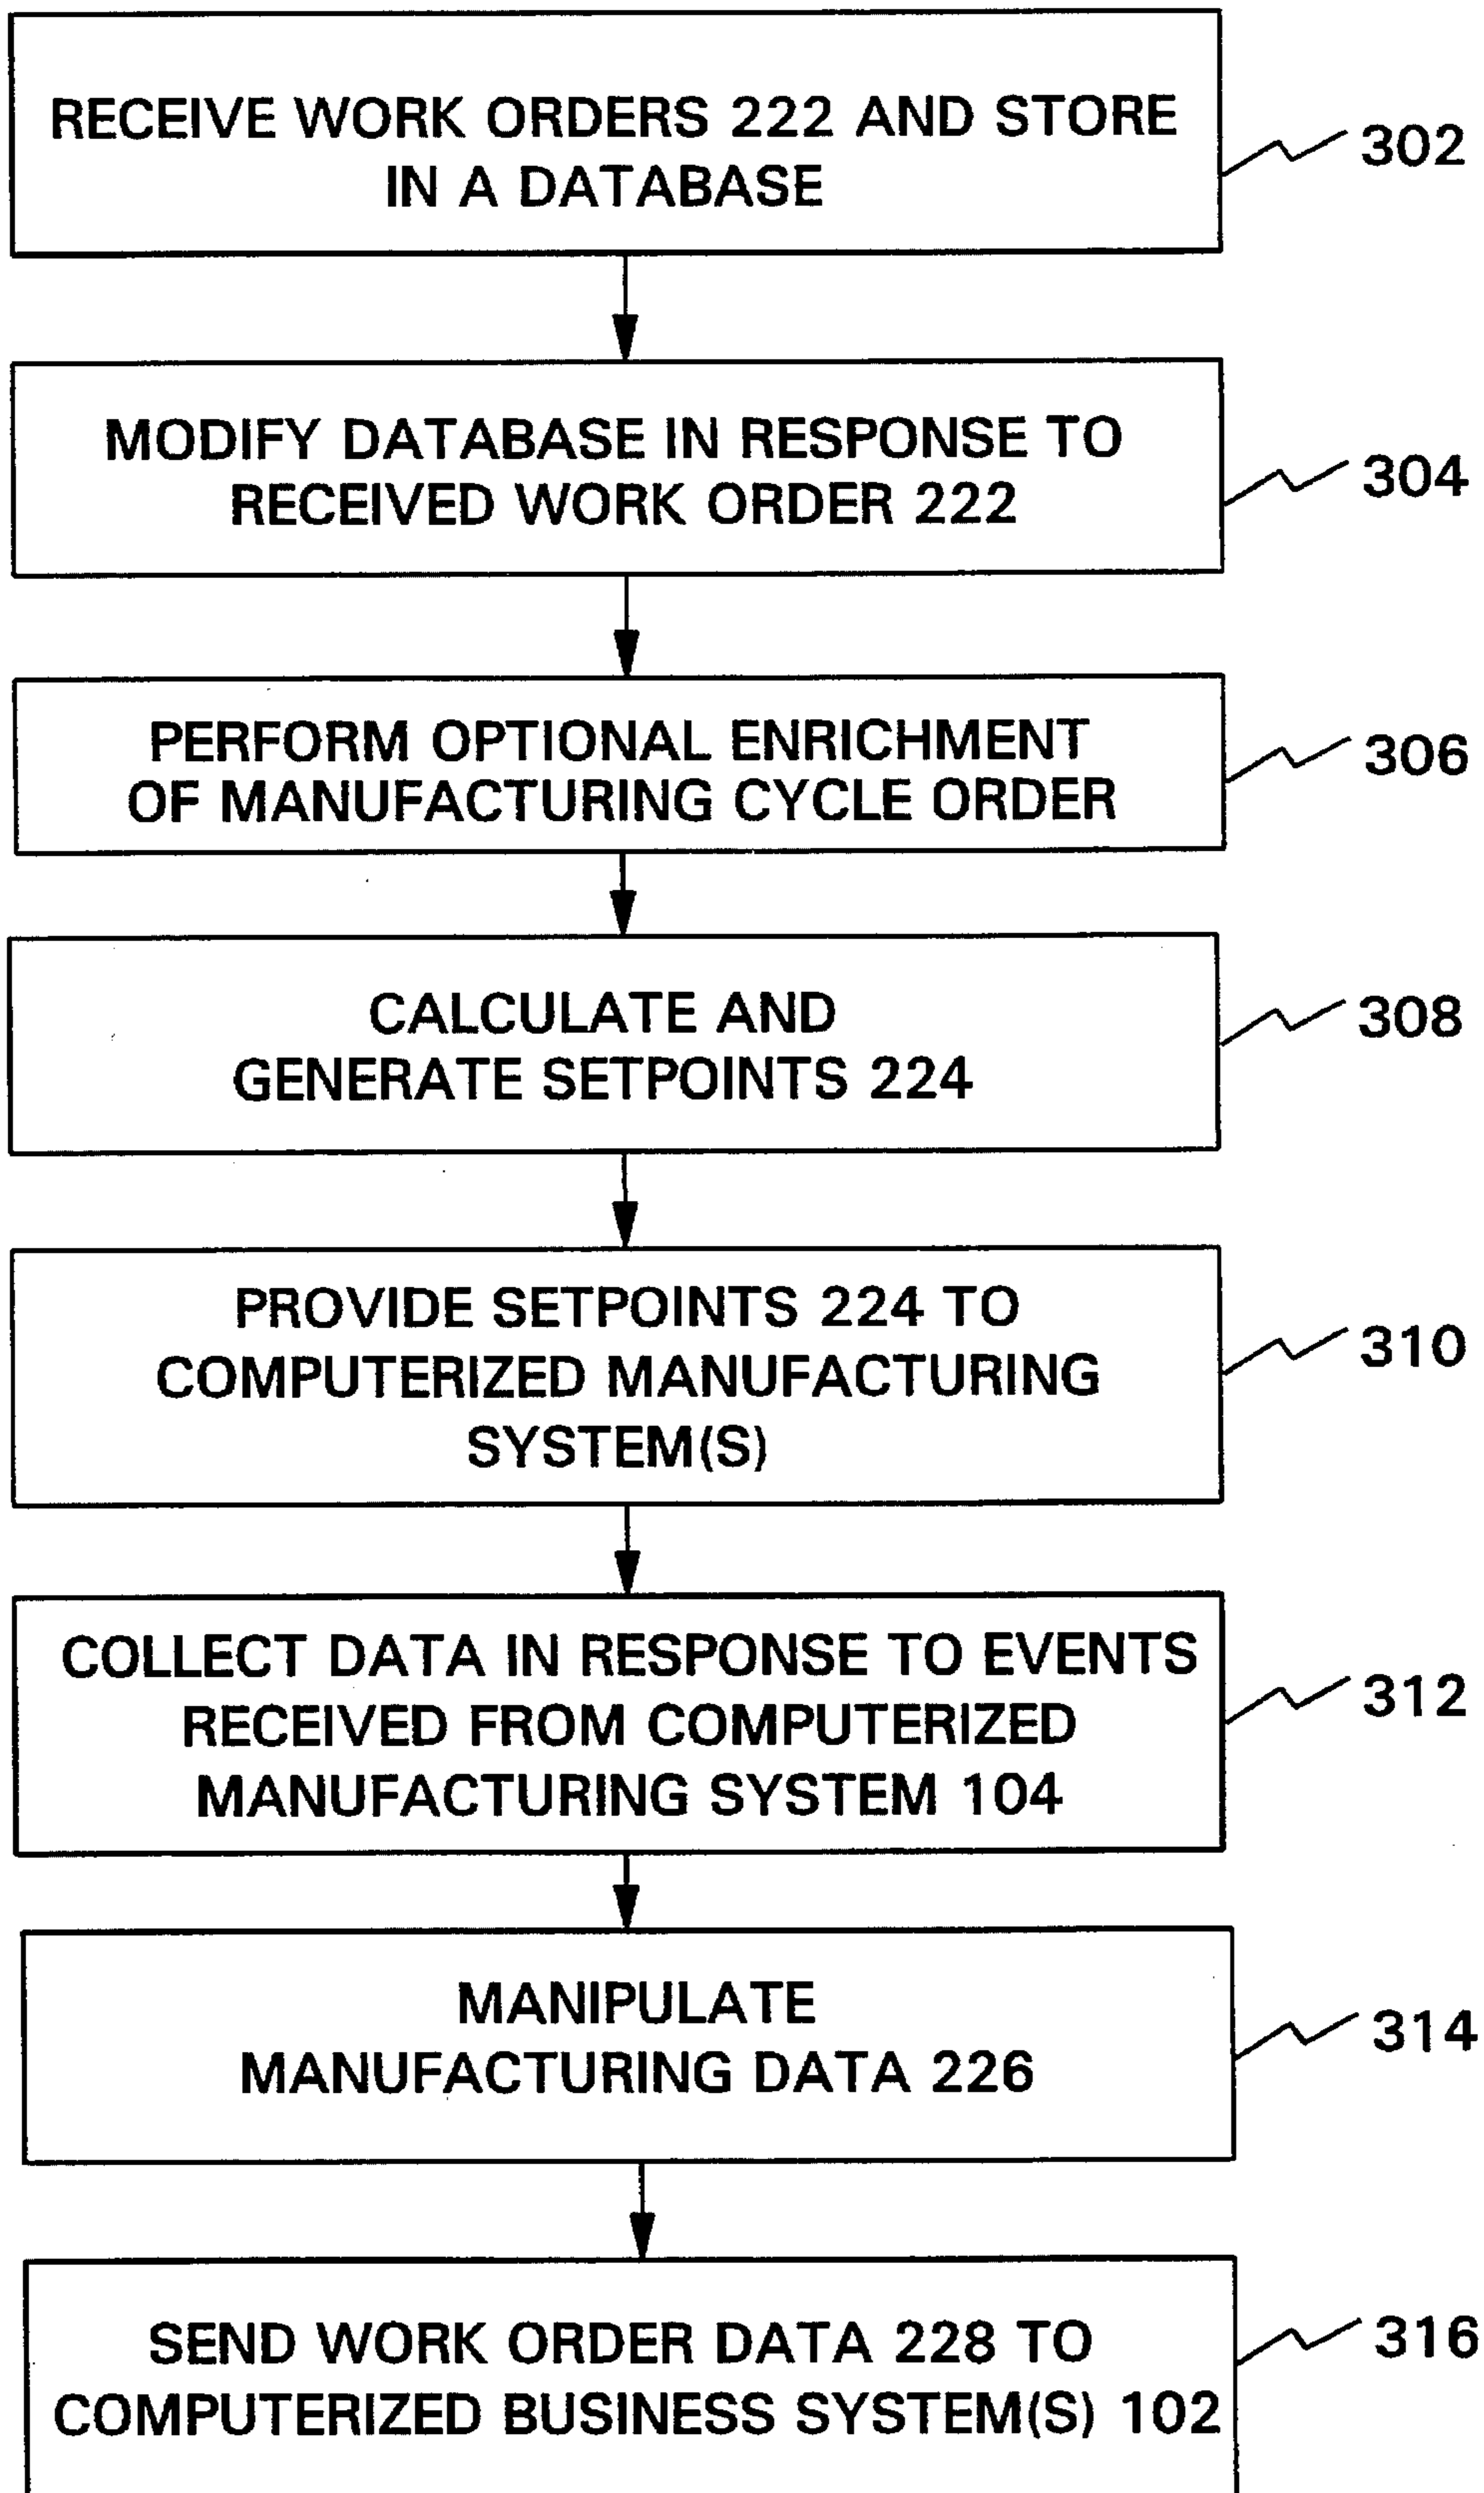 RECEIVE WORK ORDERS 222 AND STORE
IN A DATABASE
302
MODIFY DATABASE IN RESPONSE TO
RECEIVED WORK ORDER 222
304
PERFORM OPTIONAL ENRICHMENT
OF MANUFACTURING CYCLE ORDER
306
CALCULATE AND
GENERATE SETPOINTS 224
308
PROVIDE SETPOINTS 224 TO
COMPUTERIZED MANUFACTURING
SYSTEM(S)
310
COLLECT DATA IN RESPONSE TO EVENTS
RECEIVED FROM COMPUTERIZED
MANUFACTURING SYSTEM 104
312
MANIPULATE
MANUFACTURING DATA 226
314
SEND WORK ORDER DATA 228 TO
COMPUTERIZED BUSINESS SYSTEM(S) 102
316